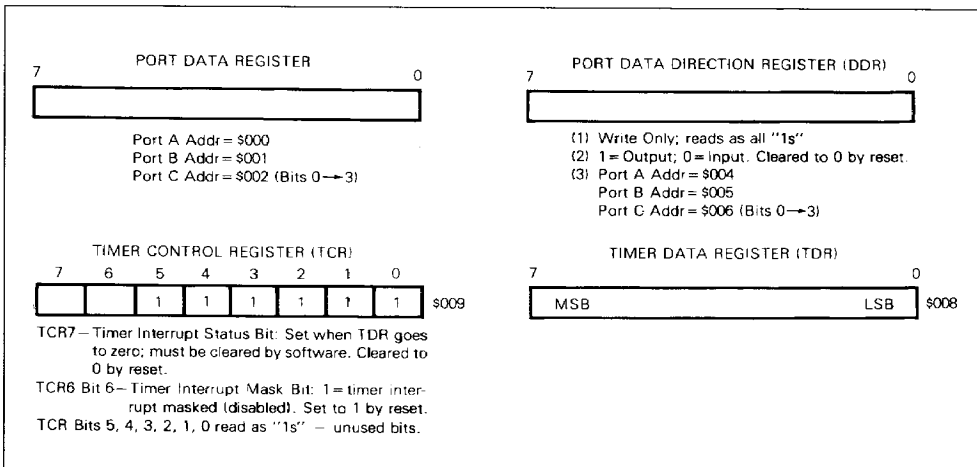 PORT DATA REGISTER
7 0
Port A Addr = $000
Port B Addr = $001
Port C Addr = $002 (Bits 0→3)
PORT DATA DIRECTION REGISTER (DDR)
7 0
(1) Write Only; reads as all "1s"
(2) 1 = Output; 0 = Input. Cleared to 0 by reset.
(3) Port A Addr = $004
Port B Addr = $005
Port C Addr = $006 (Bits 0→3)
TIMER CONTROL REGISTER (TCR)
7 6 5 4 3 2 1 0
1 1 1 1 1 1 $009
TCR7—Timer Interrupt Status Bit: Set when TDR goes
to zero; must be cleared by software. Cleared to
0 by reset.
TCR6 Bit 6—Timer Interrupt Mask Bit: 1 = timer inter-
rupt masked (disabled). Set to 1 by reset.
TCR Bits 5, 4, 3, 2, 1, 0 read as "1s" — unused bits.
TIMER DATA REGISTER (TDR)
7 0
MSB LSB $008